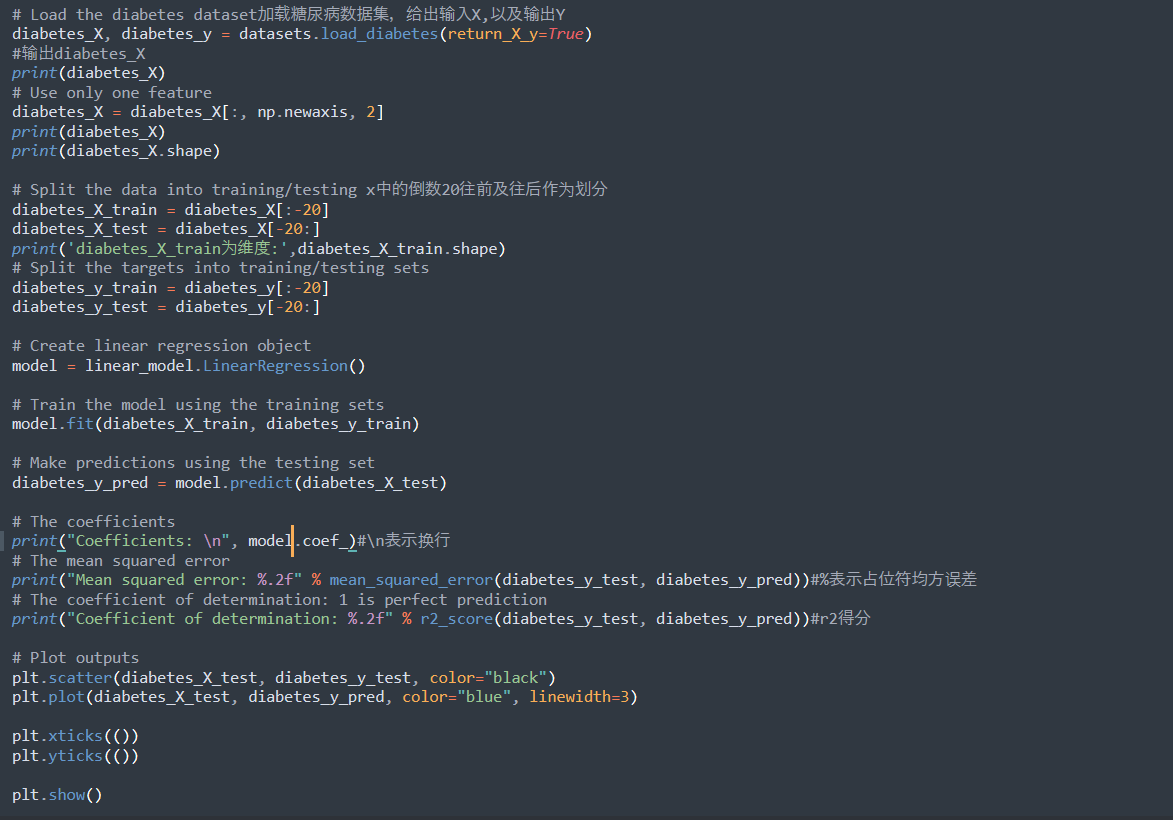 # Load the diabetes dataset加载糖尿病数据集，给出输入X,以及输出Y
diabetes_X, diabetes_y = datasets.load_diabetes(return_X_y=True)
#输出diabetes_X
print(diabetes_X)
# Use only one feature
diabetes_X = diabetes_X[:, np.newaxis, 2]
print(diabetes_X)
print(diabetes_X.shape)
# Split the data into training/testing x中的倒数20往前及往后作为划分
diabetes_X_train = diabetes_X[:-20]
diabetes_X_test = diabetes_X[-20:]
print('diabetes_X_train为维度:',diabetes_X_train.shape)
# Split the targets into training/testing sets
diabetes_y_train = diabetes_y[:-20]
diabetes_y_test = diabetes_y[-20:]
# Create linear regression object
model = linear_model.LinearRegression()
# Train the model using the training sets
model.fit(diabetes_X_train, diabetes_y_train)
# Make predictions using the testing set
diabetes_y_pred = model.predict(diabetes_X_test)
# The coefficients
print("Coefficients: \n", model.coef_)#\n表示换行
# The mean squared error
print("Mean squared error: %.2f" % mean_squared_error(diabetes_y_test, diabetes_y_pred))#%表示占位符均方误差
# The coefficient of determination: 1 is perfect prediction
print("Coefficient of determination: %.2f" % r2_score(diabetes_y_test, diabetes_y_pred))#r2得分
# Plot outputs
plt.scatter(diabetes_X_test, diabetes_y_test, color="black")
plt.plot(diabetes_X_test, diabetes_y_pred, color="blue", linewidth=3)
plt.xticks(())
plt.yticks(())
plt.show()